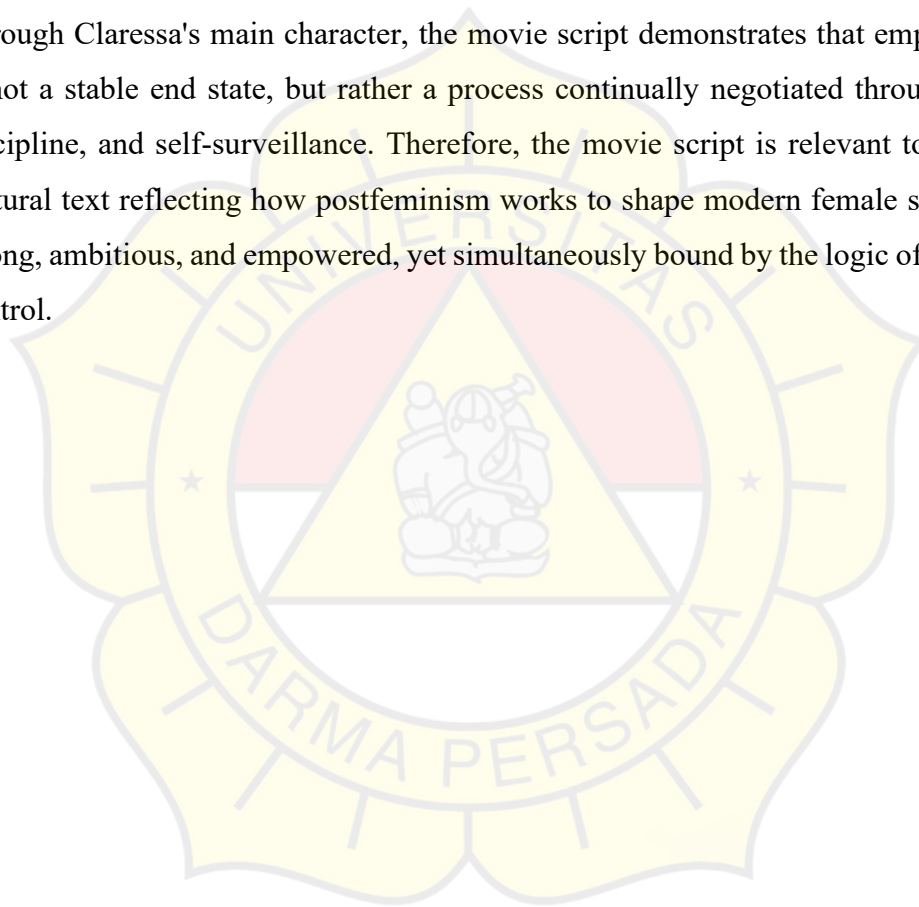 rough Claressa's main character, the movie script demonstrates that emp
not a stable end state, but rather a process continually negotiated throu
cipline, and self-surveillance. Therefore, the movie script is relevant to
tural text reflecting how postfeminism works to shape modern female s
ong, ambitious, and empowered, yet simultaneously bound by the logic of
trol.
UNIVERSITAS
DARMA PERSADA